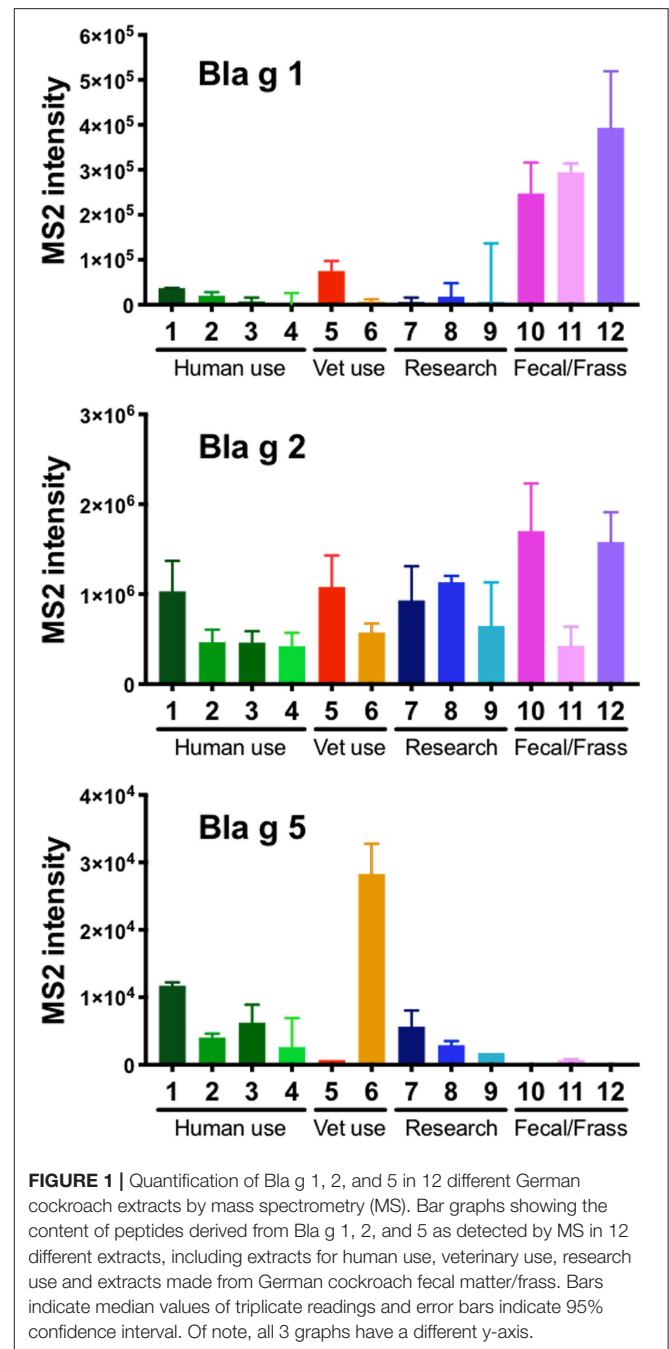 Bla g 1
MS2 intensity
6×10⁵
5×10⁵
4×10⁵
3×10⁵
2×10⁵
1×10⁵
0
1 2 3 4 5 6 7 8 9 10 11 12
Human use Vet use Research Fecal/Frass
Bla g 2
MS2 intensity
3×10⁶
2×10⁶
1×10⁶
0
1 2 3 4 5 6 7 8 9 10 11 12
Human use Vet use Research Fecal/Frass
Bla g 5
MS2 intensity
4×10⁴
3×10⁴
2×10⁴
1×10⁴
0
1 2 3 4 5 6 7 8 9 10 11 12
Human use Vet use Research Fecal/Frass
FIGURE 1 | Quantification of Bla g 1, 2, and 5 in 12 different German
cockroach extracts by mass spectrometry (MS). Bar graphs showing the
content of peptides derived from Bla g 1, 2, and 5 as detected by MS in 12
different extracts, including extracts for human use, veterinary use, research
use and extracts made from German cockroach fecal matter/frass. Bars
indicate median values of triplicate readings and error bars indicate 95%
confidence interval. Of note, all 3 graphs have a different y-axis.